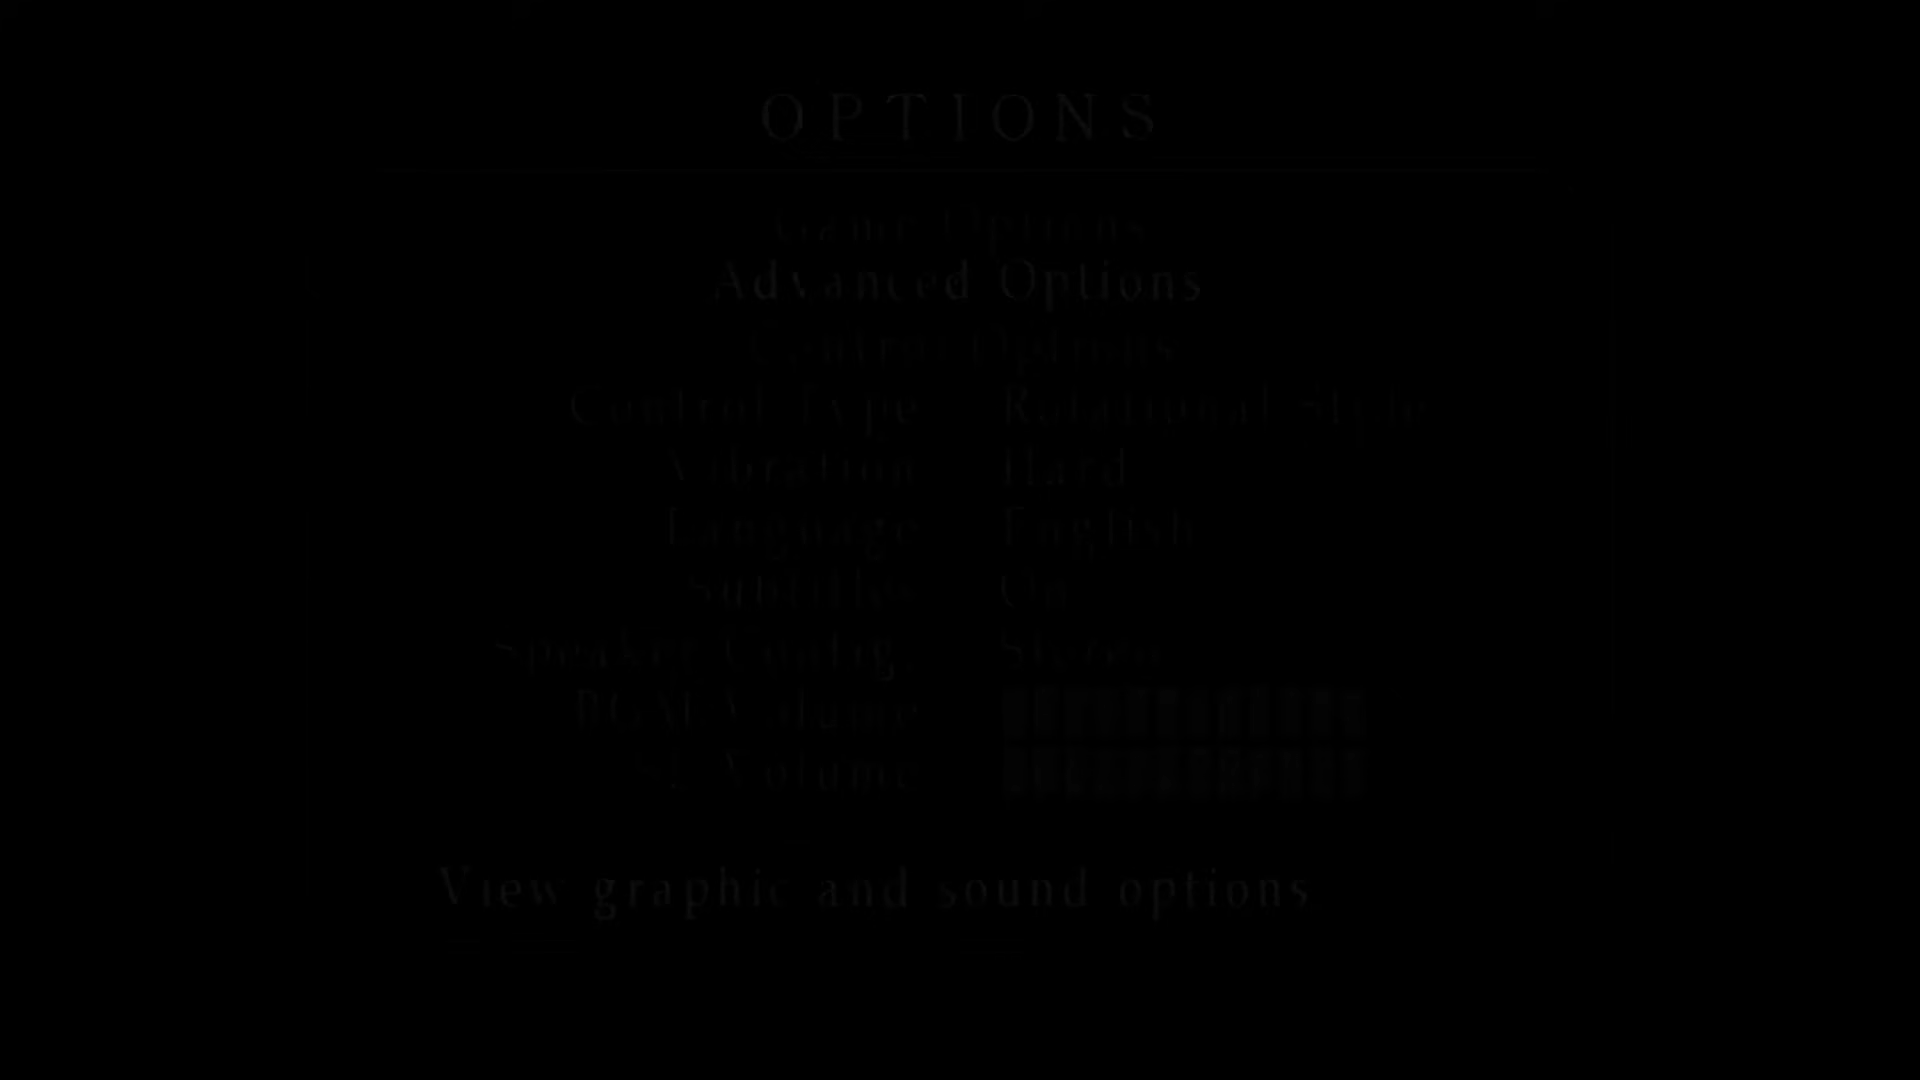 OPTIONS
Game Options
Advanced Options
Control Options
Control Type Rotational Style
Vibration Hard
Language English
Subtitles On
Speaker Config. Stereo
BGM Volume
SE Volume
View graphic and sound options.